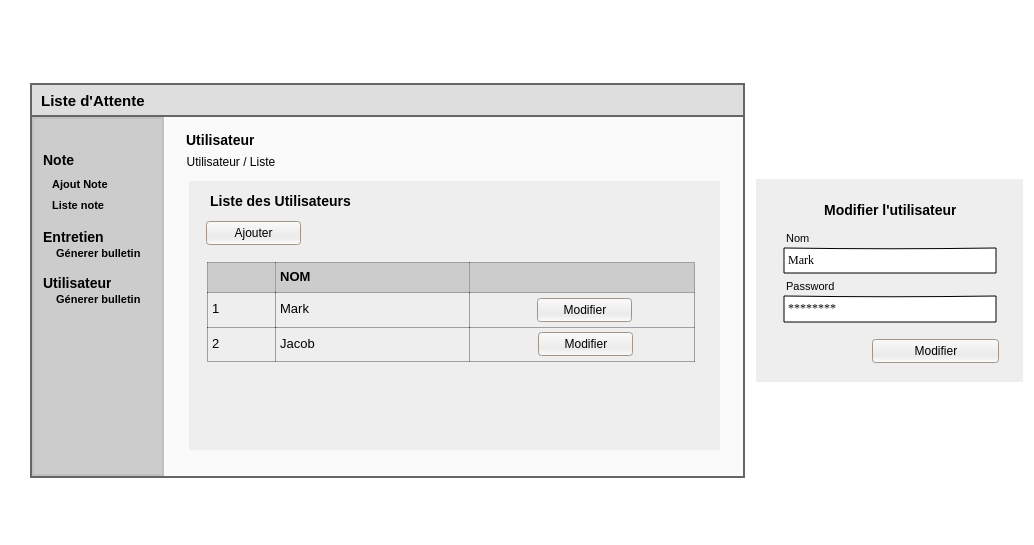 Liste d'Attente
Note
Ajout Note
Liste note
Entretien
Génerer bulletin
Utilisateur
Génerer bulletin
Utilisateur
Utilisateur / Liste
Liste des Utilisateurs
Ajouter
NOM
1 Mark Modifier
2 Jacob Modifier
Modifier l'utilisateur
Nom
Mark
Password
********
Modifier